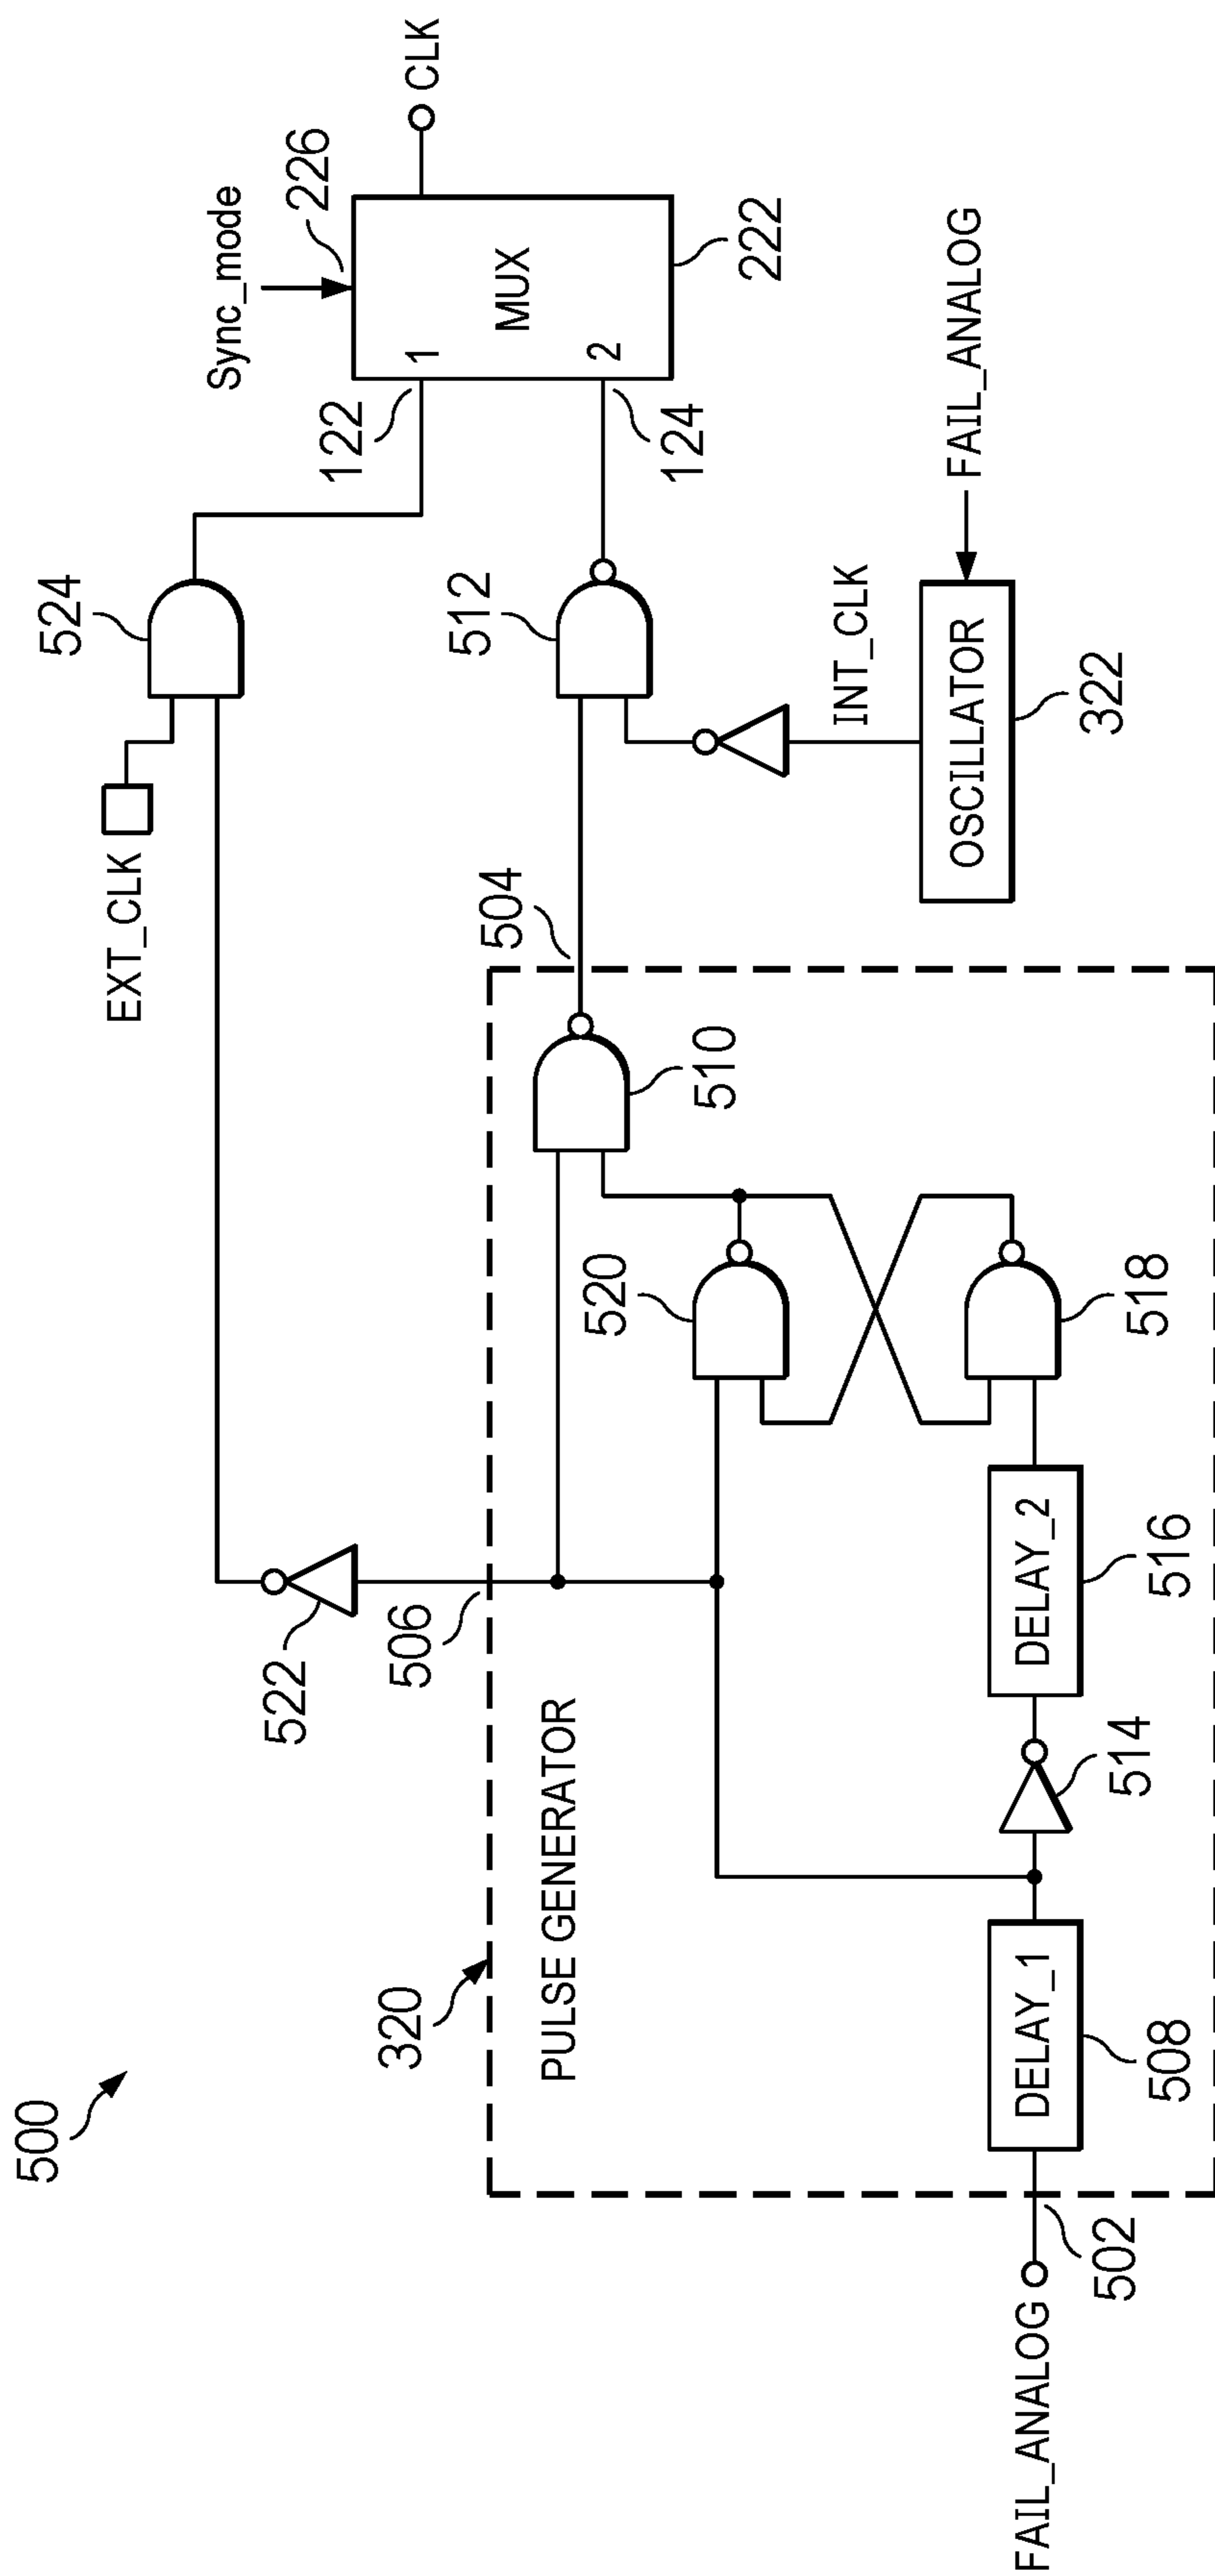 500
320
PULSE GENERATOR
FAIL_ANALOG
502
DELAY_1
508
514
DELAY_2
516
518
520
510
506
522
504
EXT_CLK
524
512
INT_CLK
OSCILLATOR
322
FAIL_ANALOG
122
124
1
2
MUX
Sync_mode
226
222
CLK